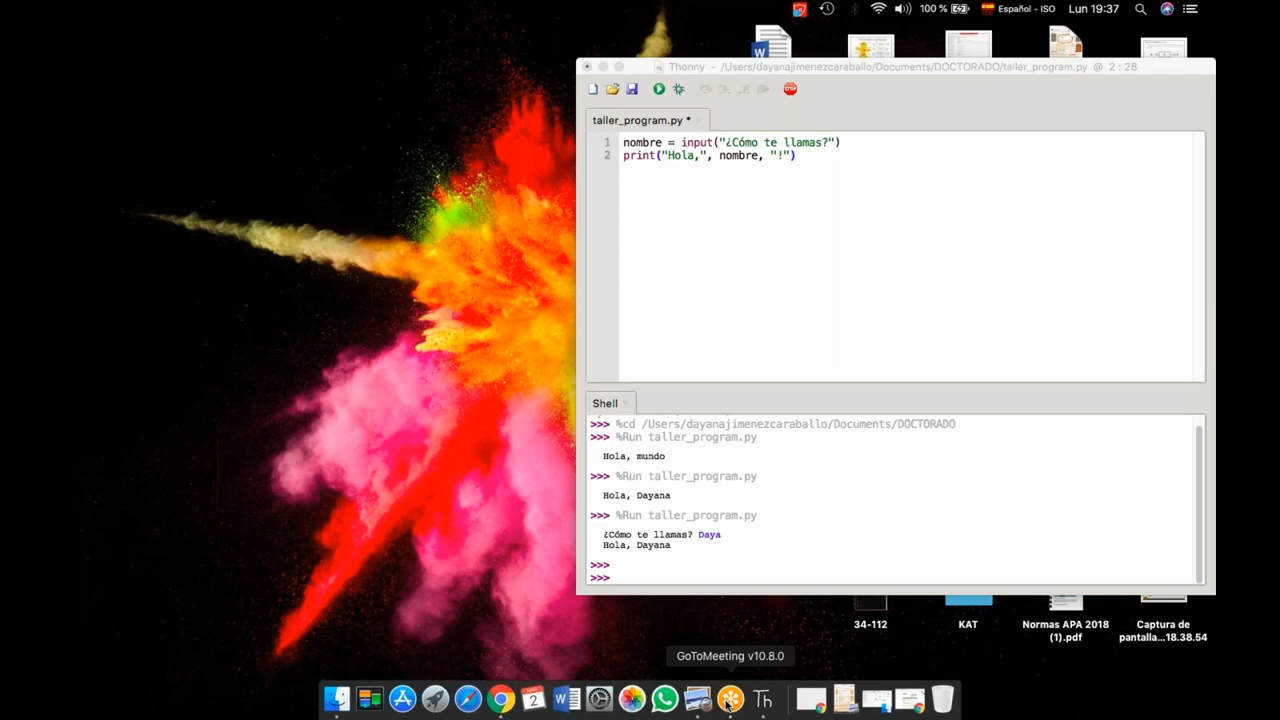 100 %
Español - ISO
Lun 19:37
W
Thonny - /Users/dayanajimenezcaraballo/Documents/DOCTORADO/taller_program.py @ 2 : 28
STOP
taller_program.py *
1 nombre = input("¿Cómo te llamas?")
2 print("Hola,", nombre, "!")
Shell
>>> %cd /Users/dayanajimenezcaraballo/Documents/DOCTORADO
>>> %Run taller_program.py
Hola, mundo
>>> %Run taller_program.py
Hola, Dayana
>>> %Run taller_program.py
¿Cómo te llamas? Daya
Hola, Dayana
>>>
>>>
34-112
KAT
Normas APA 2018
(1).pdf
Captura de
pantalla...18.38.54
GoToMeeting v10.8.0
2
W
Th